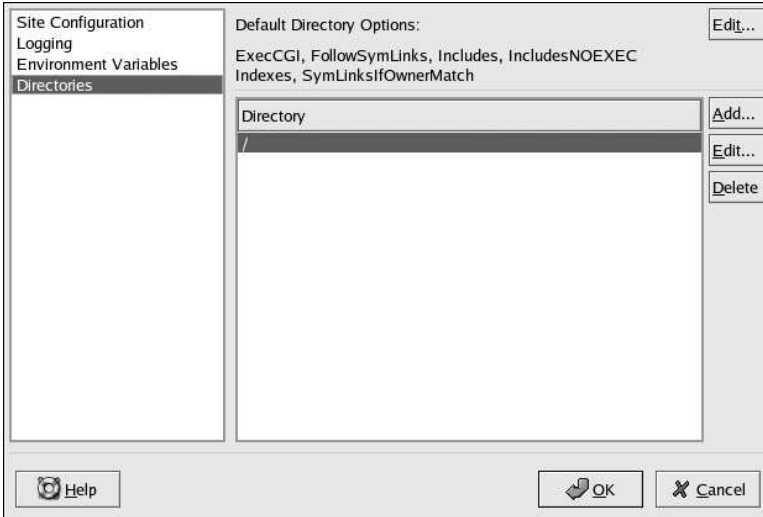 Site Configuration
Logging
Environment Variables
Directories
Default Directory Options:
Edit...
ExecCGI, FollowSymLinks, Includes, IncludesNOEXEC
Indexes, SymLinksIfOwnerMatch
Directory
/
Add...
Edit...
Delete
Help
OK
Cancel